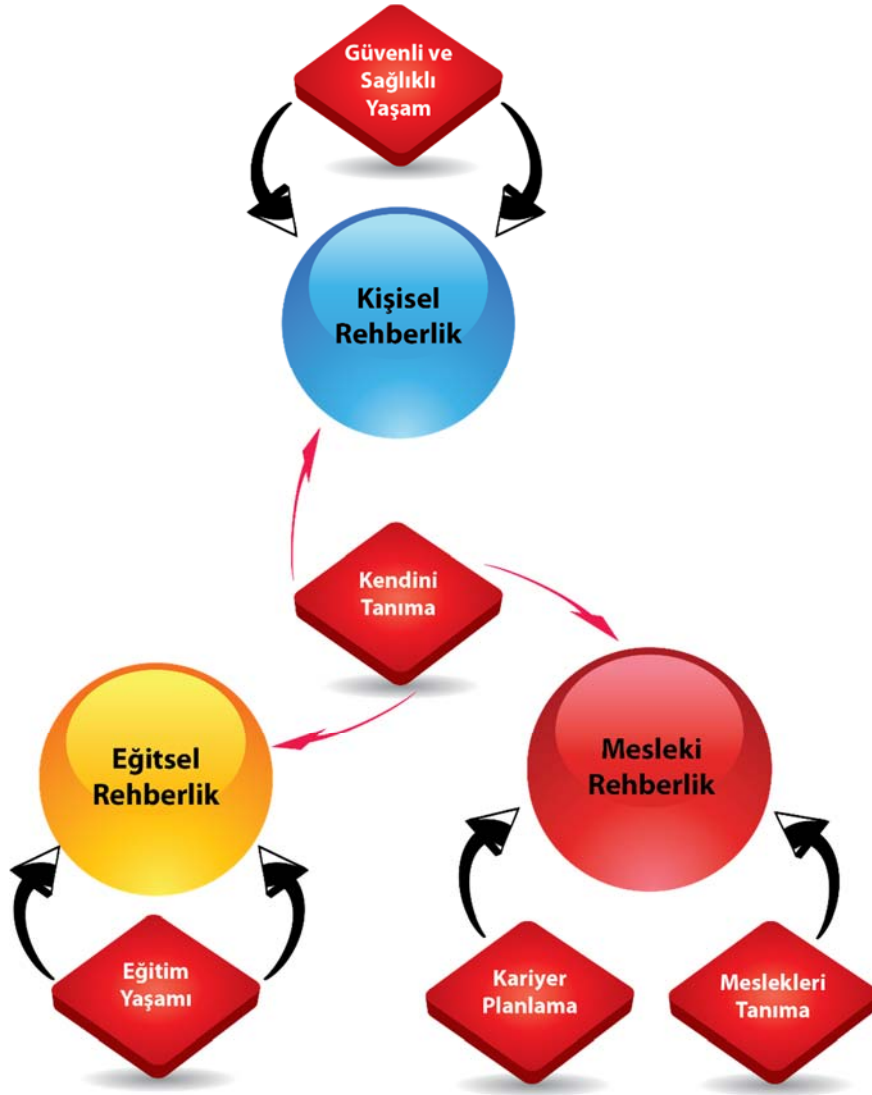 Güvenli ve
Sağlıklı
Yaşam
Kişisel
Rehberlik
Kendini
Tanıma
Eğitsel
Rehberlik
Mesleki
Rehberlik
Eğitim
Yaşamı
Kariyer
Planlama
Meslekleri
Tanıma